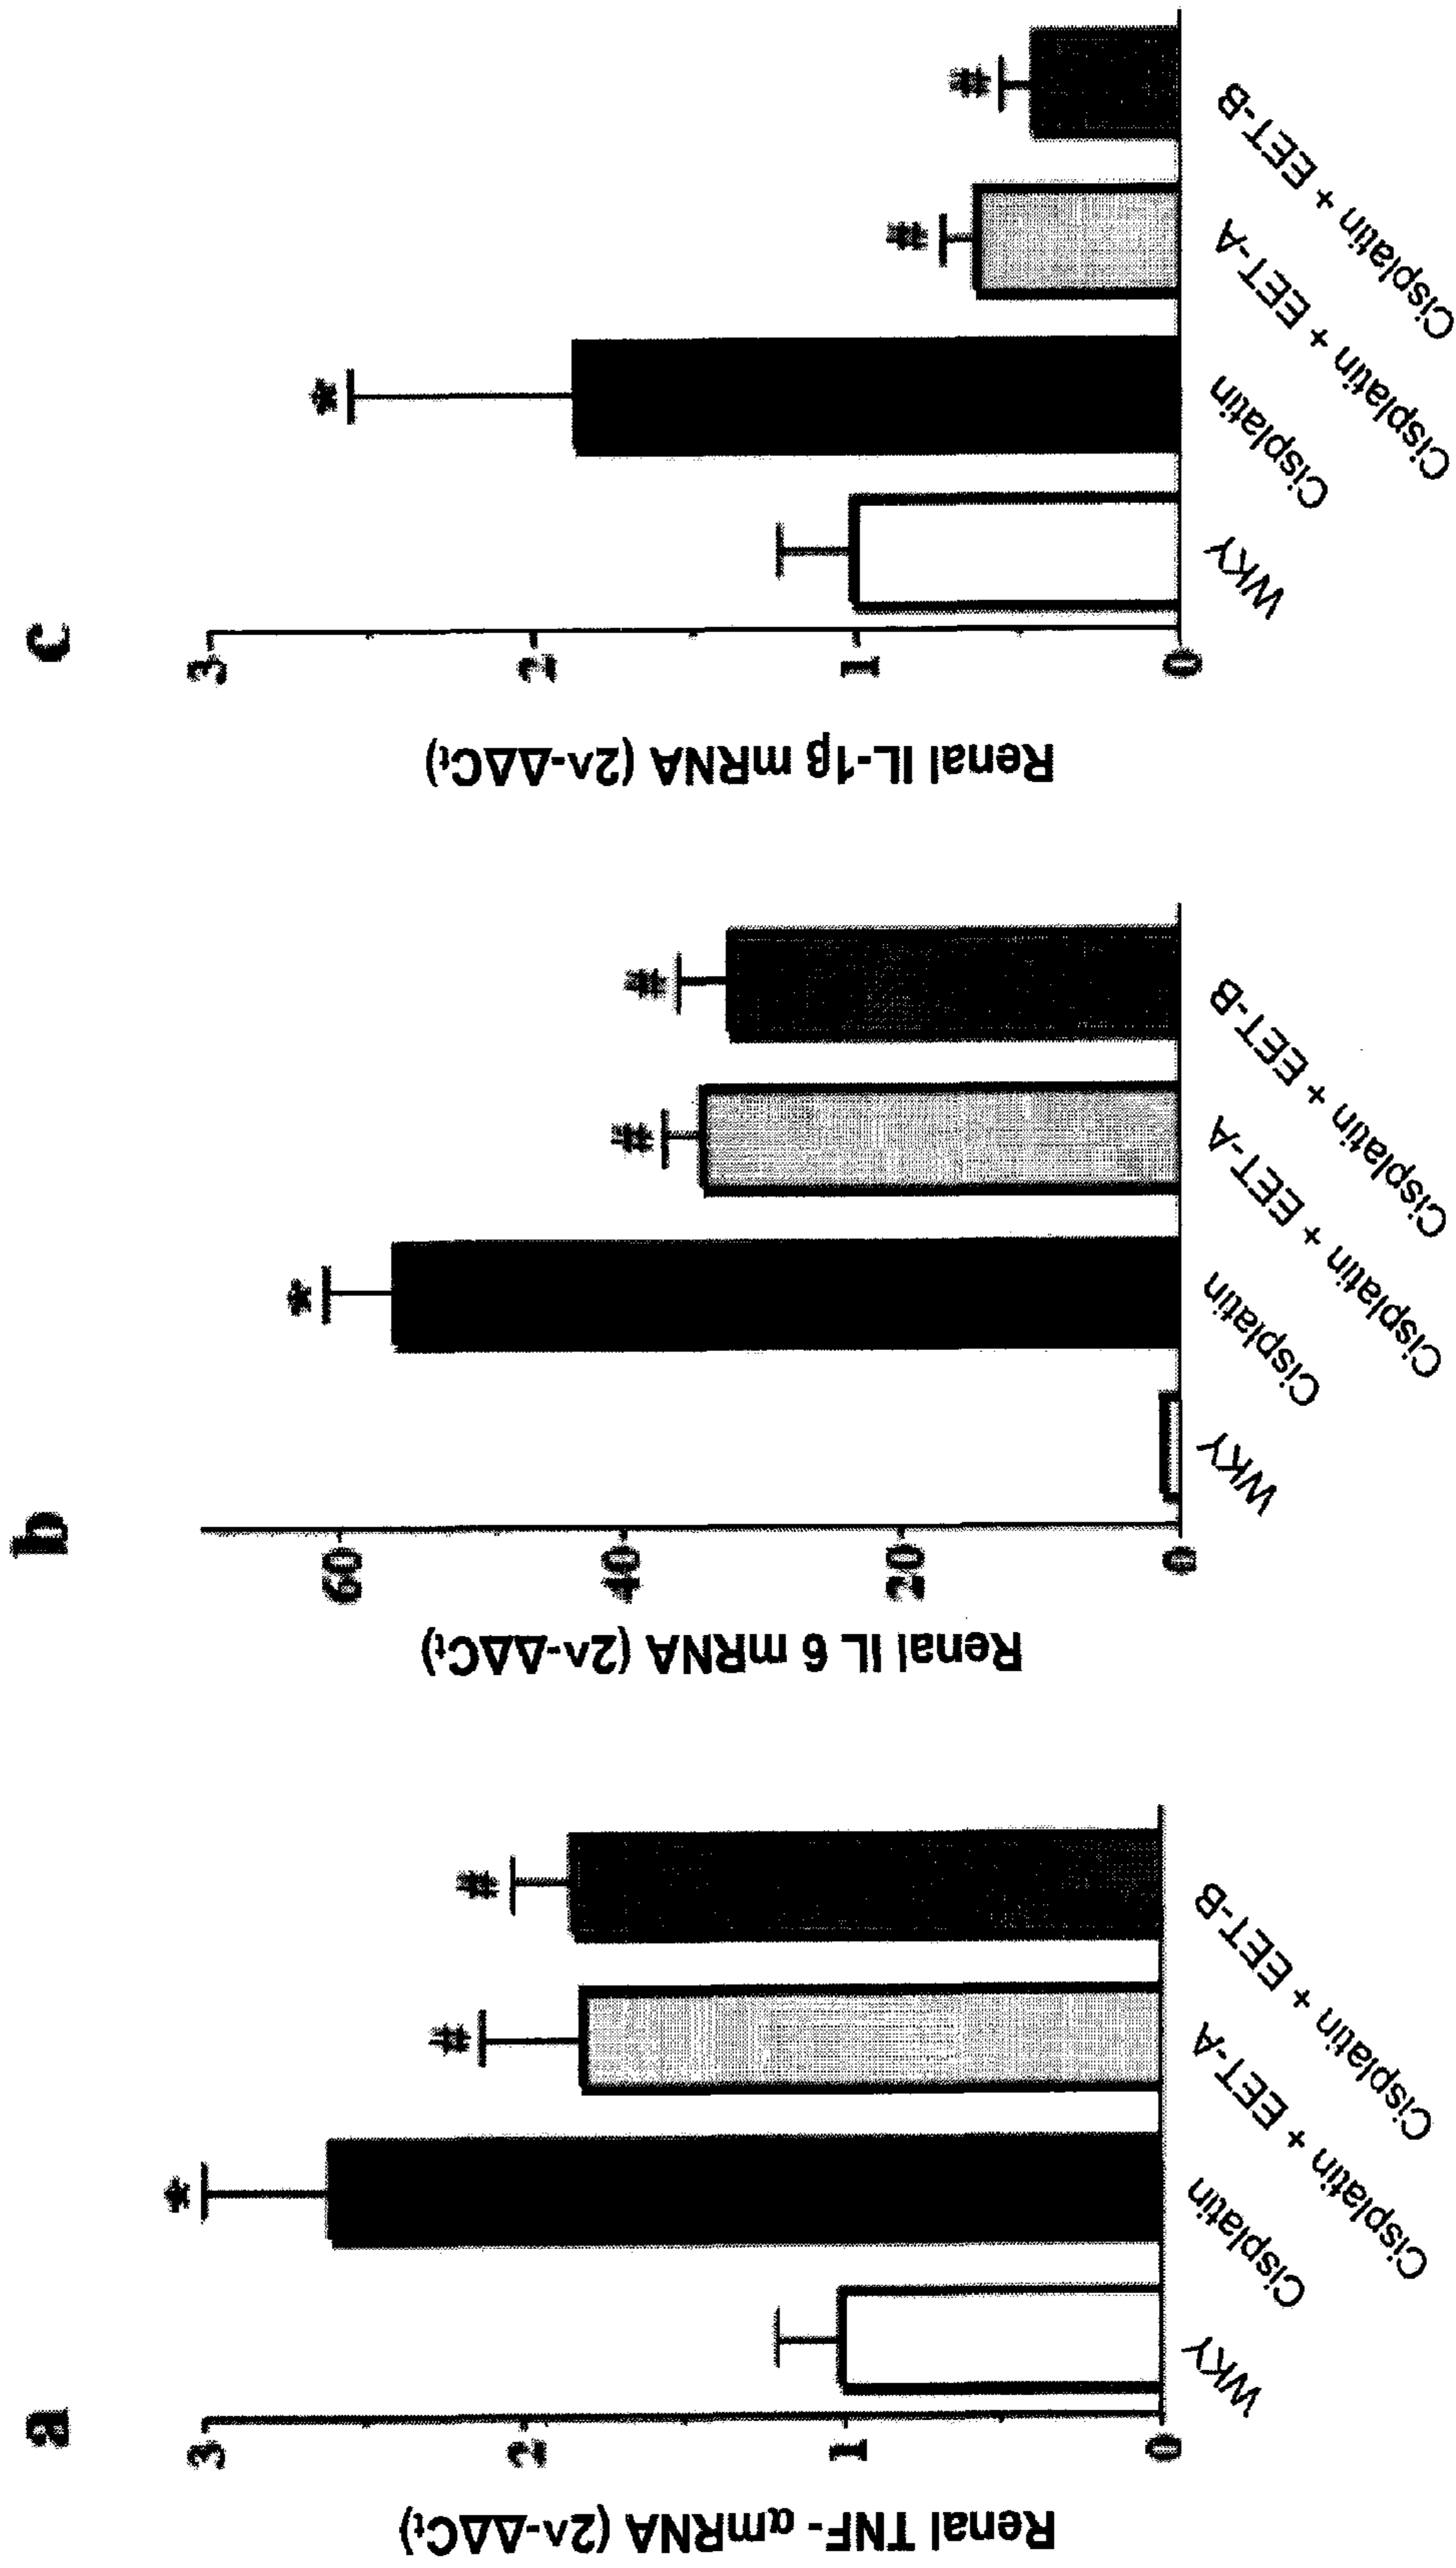 a
Renal TNF- αmRNA (2^-ΔΔCt)
3
2
1
0
*
#
#
WKY
Cisplatin
Cisplatin + EET-A
Cisplatin + EET-B
b
Renal IL 6 mRNA (2^-ΔΔCt)
60
40
20
0
*
#
#
WKY
Cisplatin
Cisplatin + EET-A
Cisplatin + EET-B
c
Renal IL-1β mRNA (2^-ΔΔCt)
3
2
1
0
*
#
#
WKY
Cisplatin
Cisplatin + EET-A
Cisplatin + EET-B